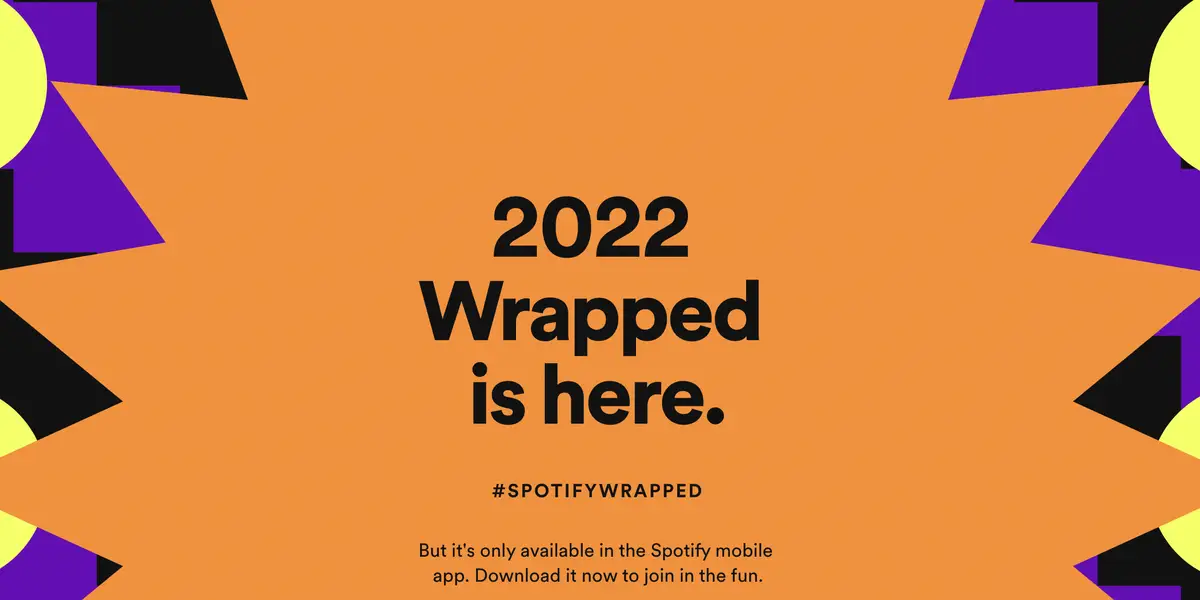 2022
Wrapped
is here.
#SPOTIFYWRAPPED
But it's only available in the Spotify mobile
app. Download it now to join in the fun.